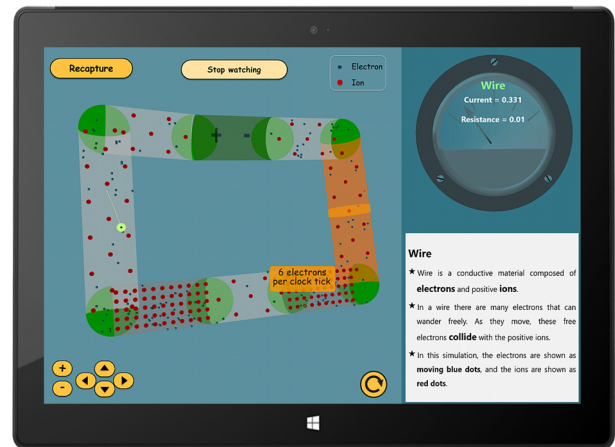 Recapture
Stop watching
Electron
Ion
Wire
Current = 0.331
Resistance = 0.01
+ -
6 electrons
per clock tick
+
-
Wire
★ Wire is a conductive material composed of
electrons and positive ions.
★ In a wire there are many electrons that can
wander freely. As they move, these free
electrons collide with the positive ions.
★ In this simulation, the electrons are shown as
moving blue dots, and the ions are shown as
red dots.